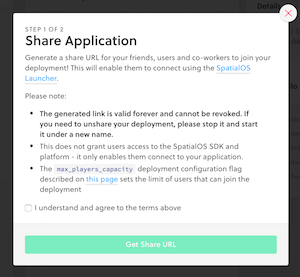 Details
STEP 1 OF 2
Share Application
Generate a share URL for your friends, users and co-workers to join your
deployment! This will enable them to connect using the SpatialOS
Launcher.
Please note:
• The generated link is valid forever and cannot be revoked. If
you need to unshare your deployment, please stop it and start
it under a new name.
• This does not grant users access to the SpatialOS SDK and
platform - it only enables them connect to your application.
• The max_players_capacity deployment configuration flag
described on this page sets the limit of users that can join the
deployment
I understand and agree to the terms above
Get Share URL